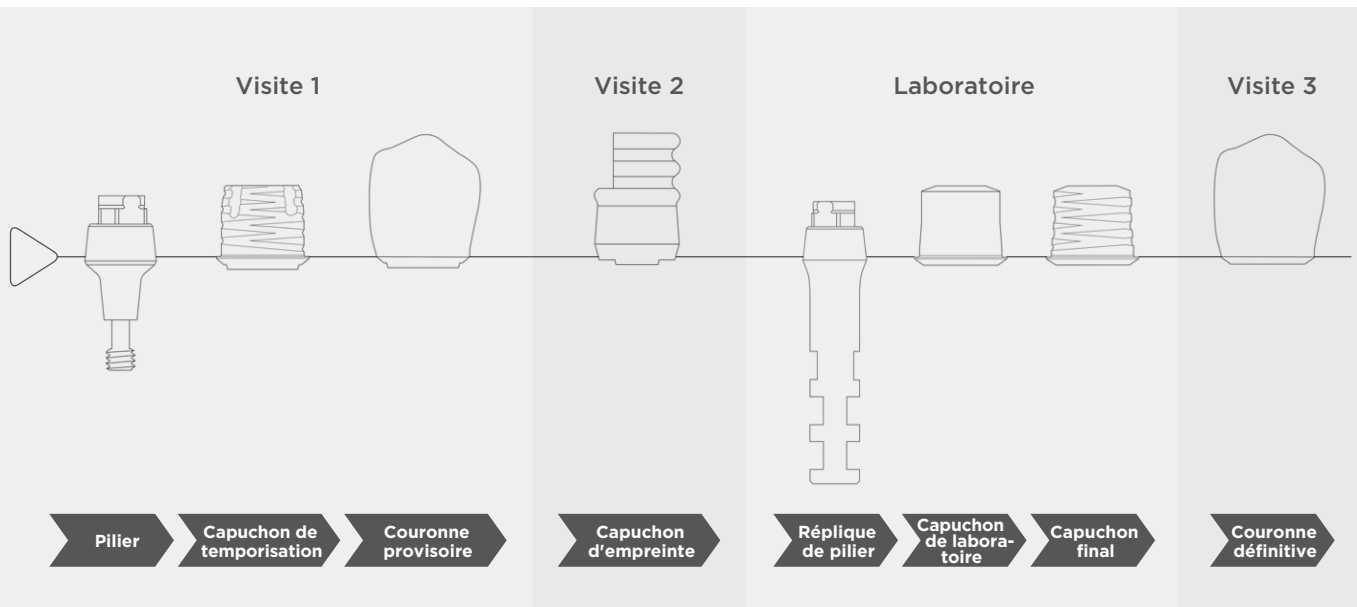 Visite 1
Visite 2
Laboratoire
Visite 3
Pilier
Capuchon de
temporisation
Couronne
provisoire
Capuchon
d'empreinte
Réplique
de pilier
Capuchon
de labora-
toire
Capuchon
final
Couronne
définitive